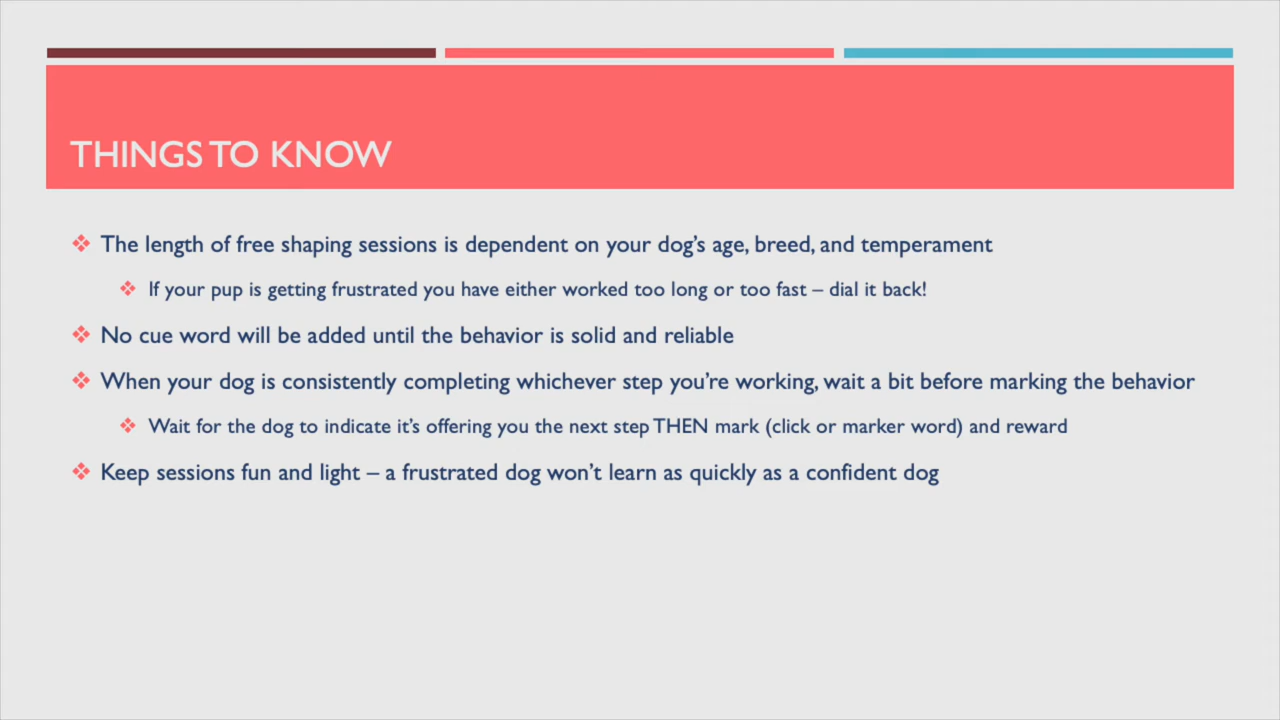 THINGS TO KNOW
❖ The length of free shaping sessions is dependent on your dog's age, breed, and temperament
❖ If your pup is getting frustrated you have either worked too long or too fast – dial it back!
❖ No cue word will be added until the behavior is solid and reliable
❖ When your dog is consistently completing whichever step you're working, wait a bit before marking the behavior
❖ Wait for the dog to indicate it's offering you the next step THEN mark (click or marker word) and reward
❖ Keep sessions fun and light – a frustrated dog won't learn as quickly as a confident dog